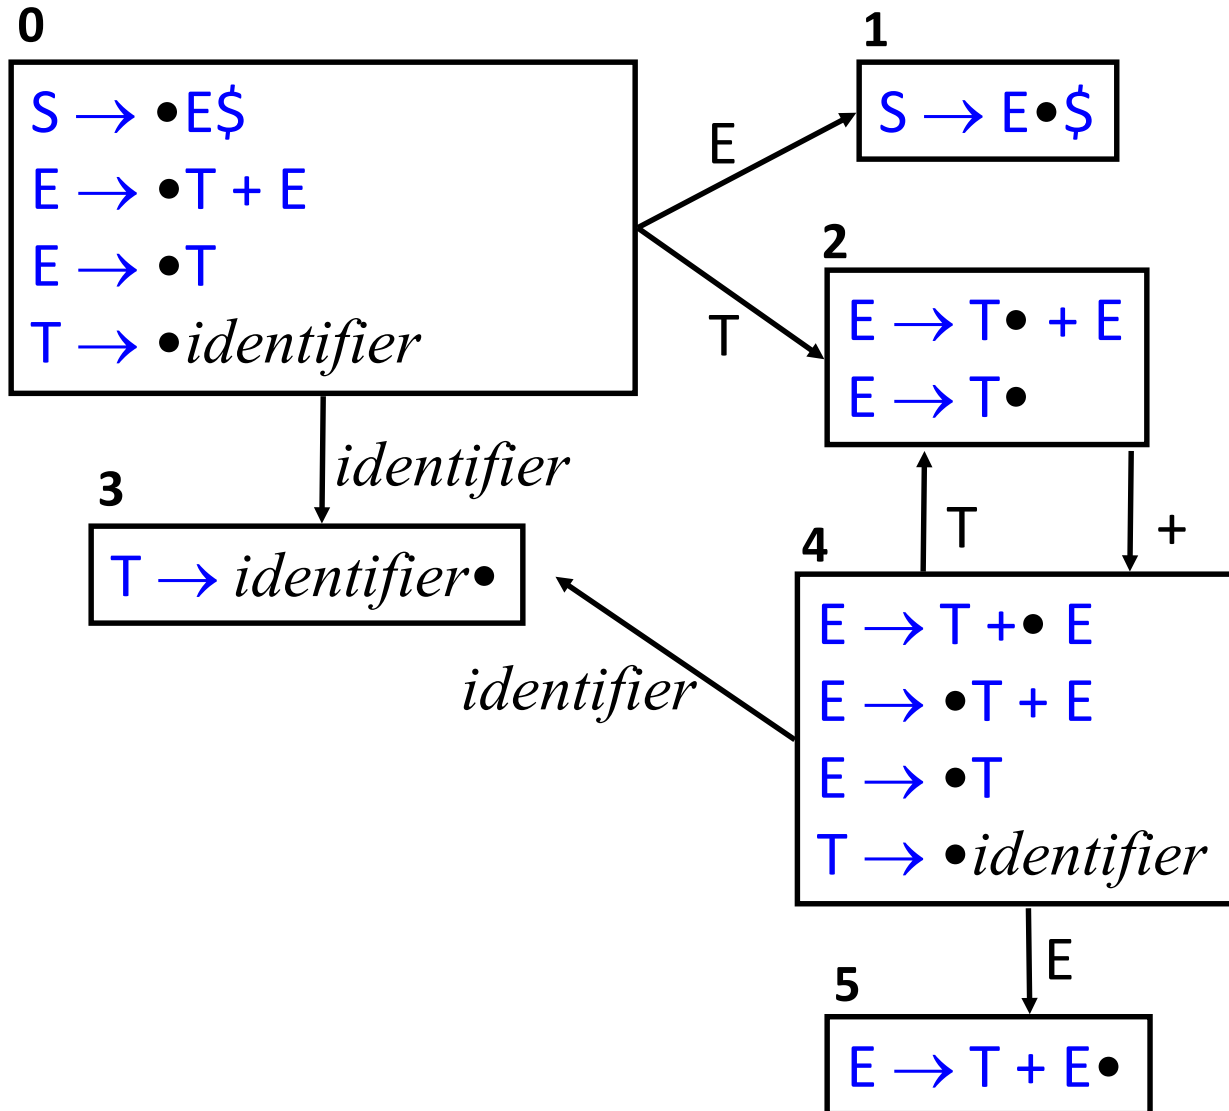 0
S → •E$
E → •T + E
E → •T
T → •identifier
E
T
1
S → E•$
2
E → T• + E
E → T•
identifier
3
T → identifier•
T
+
identifier
4
E → T +• E
E → •T + E
E → •T
T → •identifier
E
5
E → T + E•